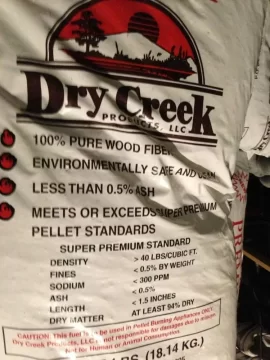 Dry Creek
PRODUCTS, LLC
100% PURE WOOD FIBER
ENVIRONMENTALLY SAFE AND CLEAN
LESS THAN 0.5% ASH
MEETS OR EXCEEDS SUPER PREMIUM
PELLET STANDARDS
SUPER PREMIUM STANDARD
DENSITY > 40 LBS/CUBIC FT.
FINES < 0.5% BY WEIGHT
SODIUM < 300 PPM
ASH < 0.5%
LENGTH < 1.5 INCHES
DRY MATTER AT LEAST 94% DRY
CAUTION: This fuel is to be used in Pellet Burning Appliances ONLY.
Dry Creek Products, LLC is not responsible for damages due to misuse.
Not for Human or Animal Consumption.
LBS (18.14 KG.)